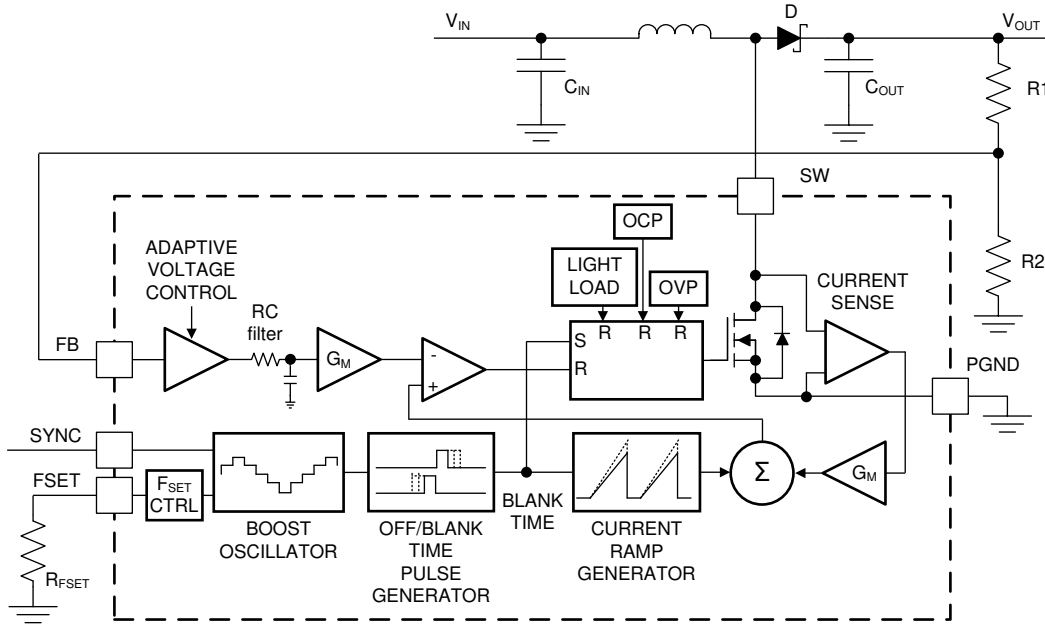 VIN
D
VOUT
CIN
COUT
R1
SW
OCP
ADAPTIVE
VOLTAGE
CONTROL
LIGHT
LOAD
OVP
R2
CURRENT
SENSE
RC
filter
R R R
FB
GM
-
+
S
R
PGND
SYNC
FSET
FSET
CTRL
Σ
GM
BLANK
TIME
BOOST
OSCILLATOR
OFF/BLANK
TIME
PULSE
GENERATOR
CURRENT
RAMP
GENERATOR
RFSET